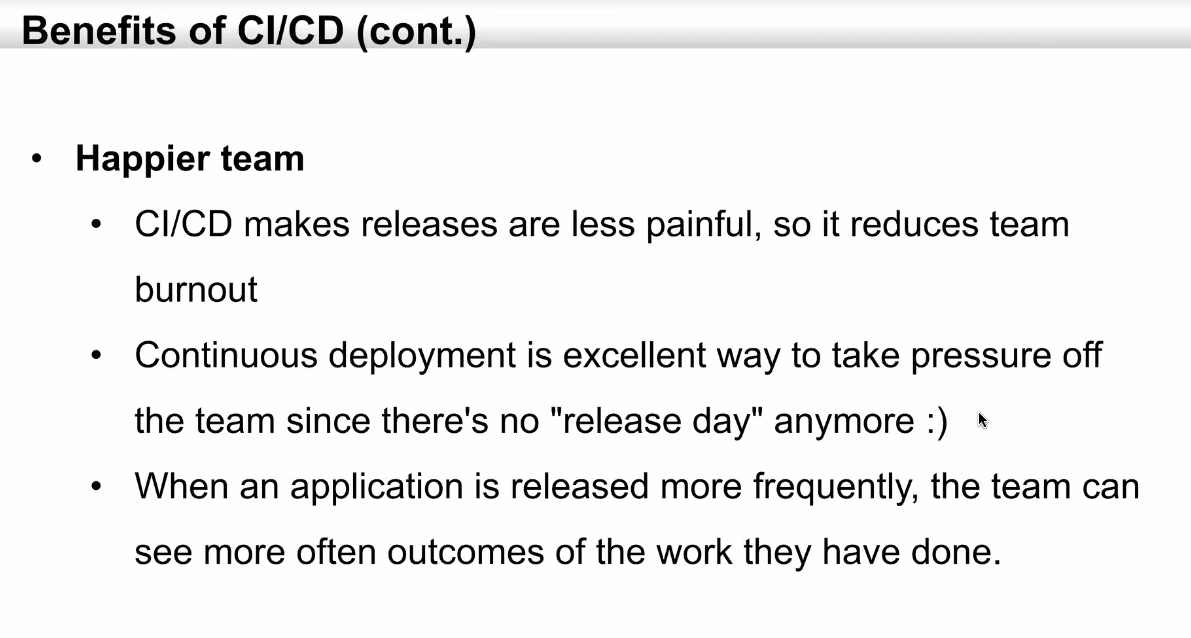 Benefits of CI/CD (cont.)
• Happier team
• CI/CD makes releases are less painful, so it reduces team
burnout
• Continuous deployment is excellent way to take pressure off
the team since there's no "release day" anymore :)
• When an application is released more frequently, the team can
see more often outcomes of the work they have done.